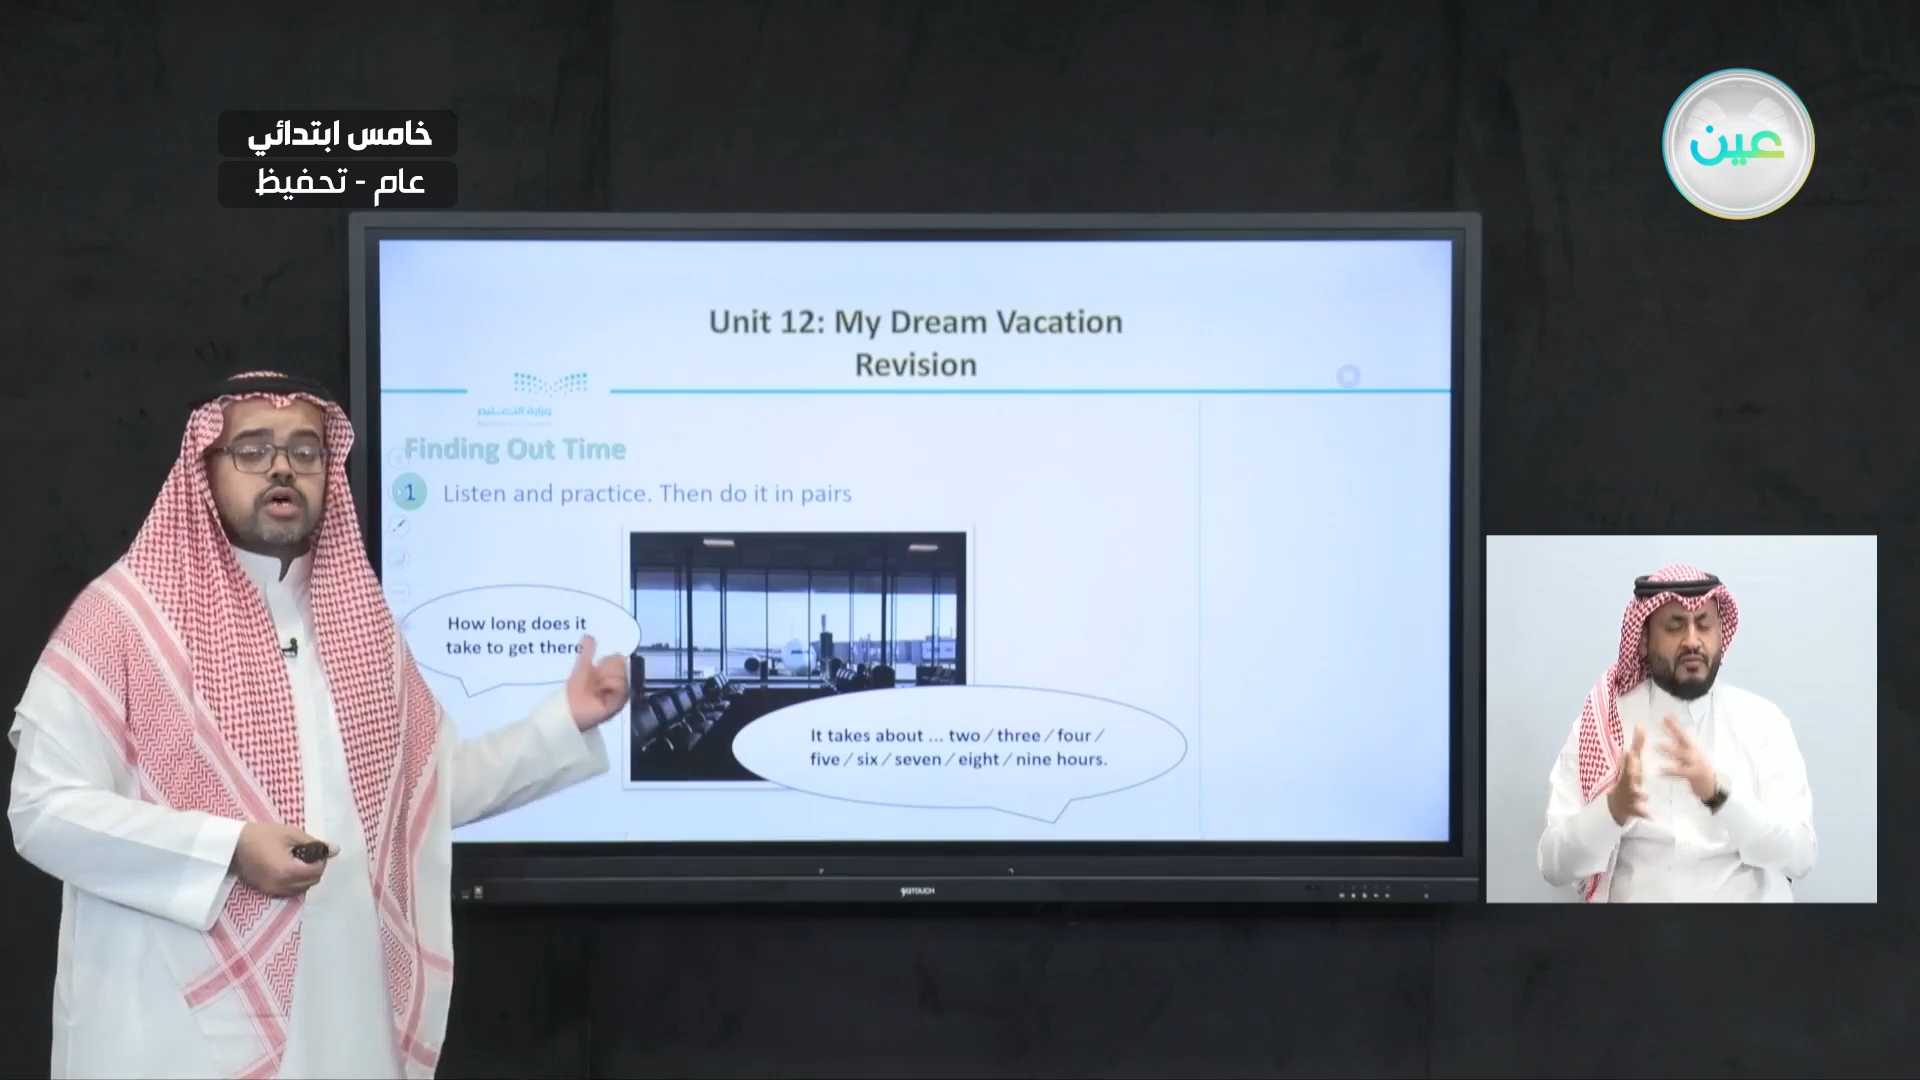 خامس ابتدائي
عام - تحفيظ
عين
Unit 12: My Dream Vacation
Revision
وزارة التعليم
Finding Out Time
1 Listen and practice. Then do it in pairs
How long does it
take to get there
It takes about ... two / three / four /
five / six / seven / eight / nine hours.